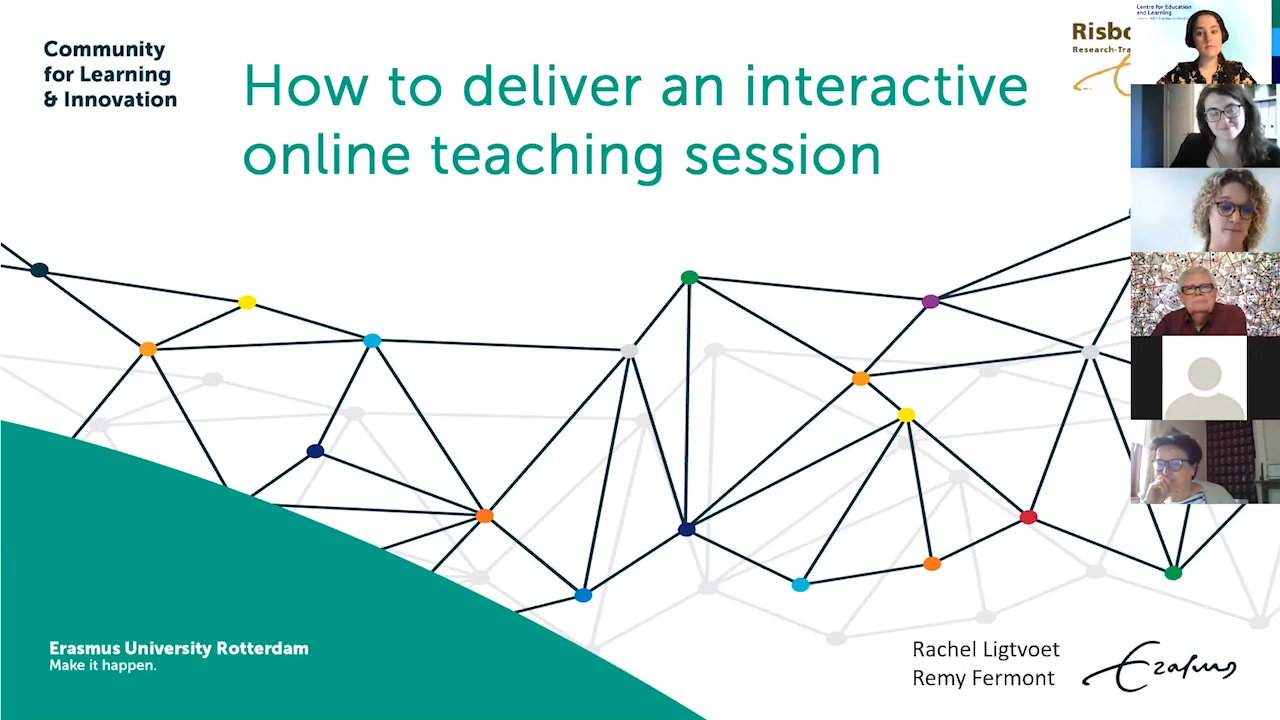 Community
for Learning
& Innovation
How to deliver an interactive
online teaching session
Centre for Education
and Learning
Risbo
Research-Tra
Erasmus University Rotterdam
Make it happen.
Rachel Ligtvoet
Remy Fermont
Erasmus